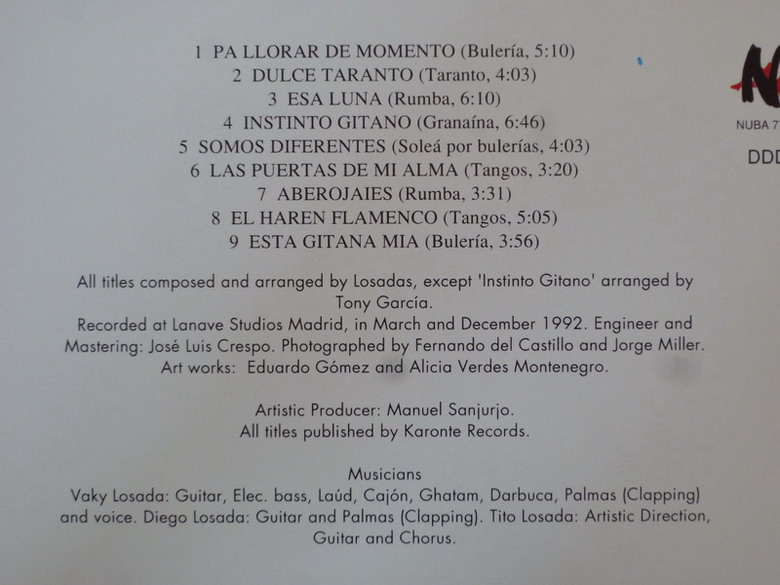 1 PA LLORAR DE MOMENTO (Bulería, 5:10)
2 DULCE TARANTO (Taranto, 4:03)
3 ESA LUNA (Rumba, 6:10)
4 INSTINTO GITANO (Granaína, 6:46)
5 SOMOS DIFERENTES (Soleá por bulerías, 4:03)
6 LAS PUERTAS DE MI ALMA (Tangos, 3:20)
7 ABEROJAIES (Rumba, 3:31)
8 EL HAREN FLAMENCO (Tangos, 5:05)
9 ESTA GITANA MIA (Bulería, 3:56)
NUBA
DDD
All titles composed and arranged by Losadas, except 'Instinto Gitano' arranged by
Tony García.
Recorded at Lanave Studios Madrid, in March and December 1992. Engineer and
Mastering: José Luis Crespo. Photographed by Fernando del Castillo and Jorge Miller.
Art works: Eduardo Gómez and Alicia Verdes Montenegro.
Artistic Producer: Manuel Sanjurjo.
All titles published by Karonte Records.
Musicians
Vaky Losada: Guitar, Elec. bass, Laúd, Cajón, Ghatam, Darbuca, Palmas (Clapping)
and voice. Diego Losada: Guitar and Palmas (Clapping). Tito Losada: Artistic Direction,
Guitar and Chorus.